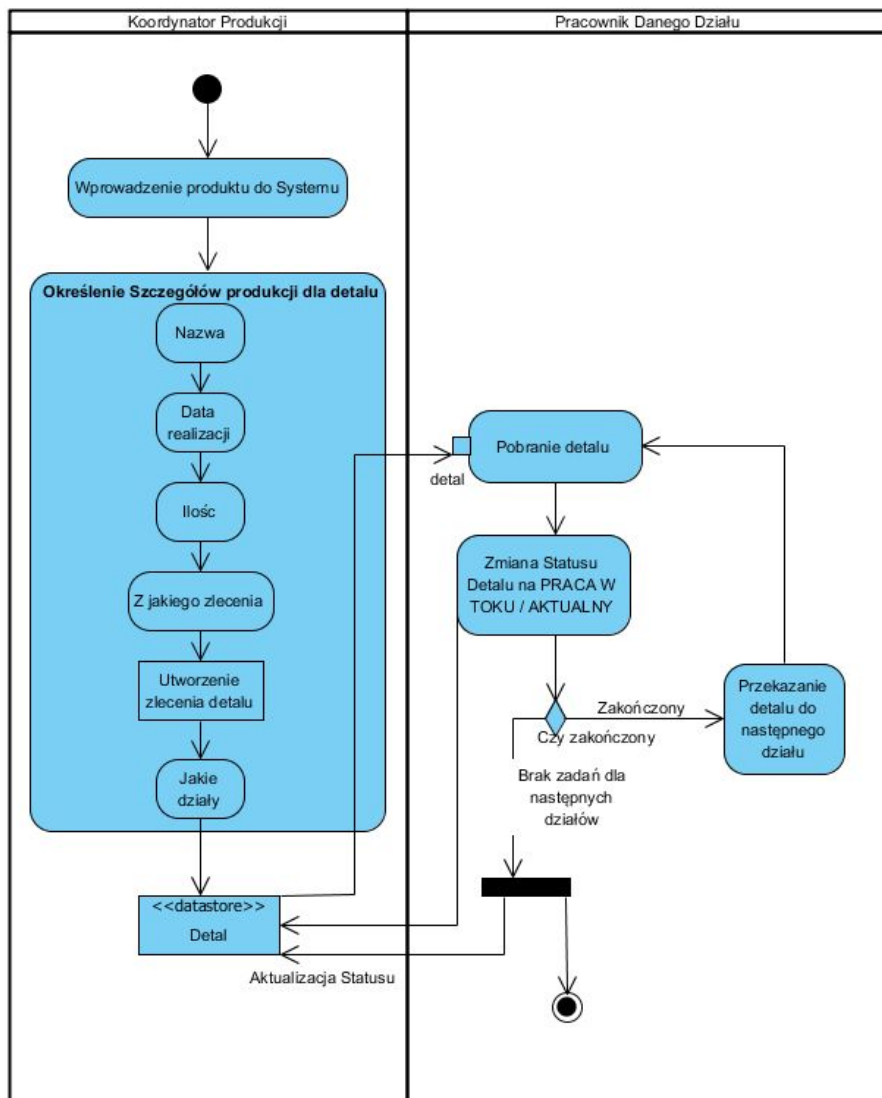 Koordynator Produkcji
Pracownik Danego Działu
Wprowadzenie produktu do Systemu
Określenie Szczegółów produkcji dla detalu
Nazwa
Data
realizacji
Ilośc
Z jakiego zlecenia
Utworzenie
zlecenia detalu
Jakie
działy
<<datastore>>
Detal
Aktualizacja Statusu
detal
Pobranie detalu
Zmiana Statusu
Detalu na PRACA W
TOKU / AKTUALNY
Zakończony
Czy zakończony
Przekazanie
detalu do
następnego
działu
Brak zadań dla
następnych
działów